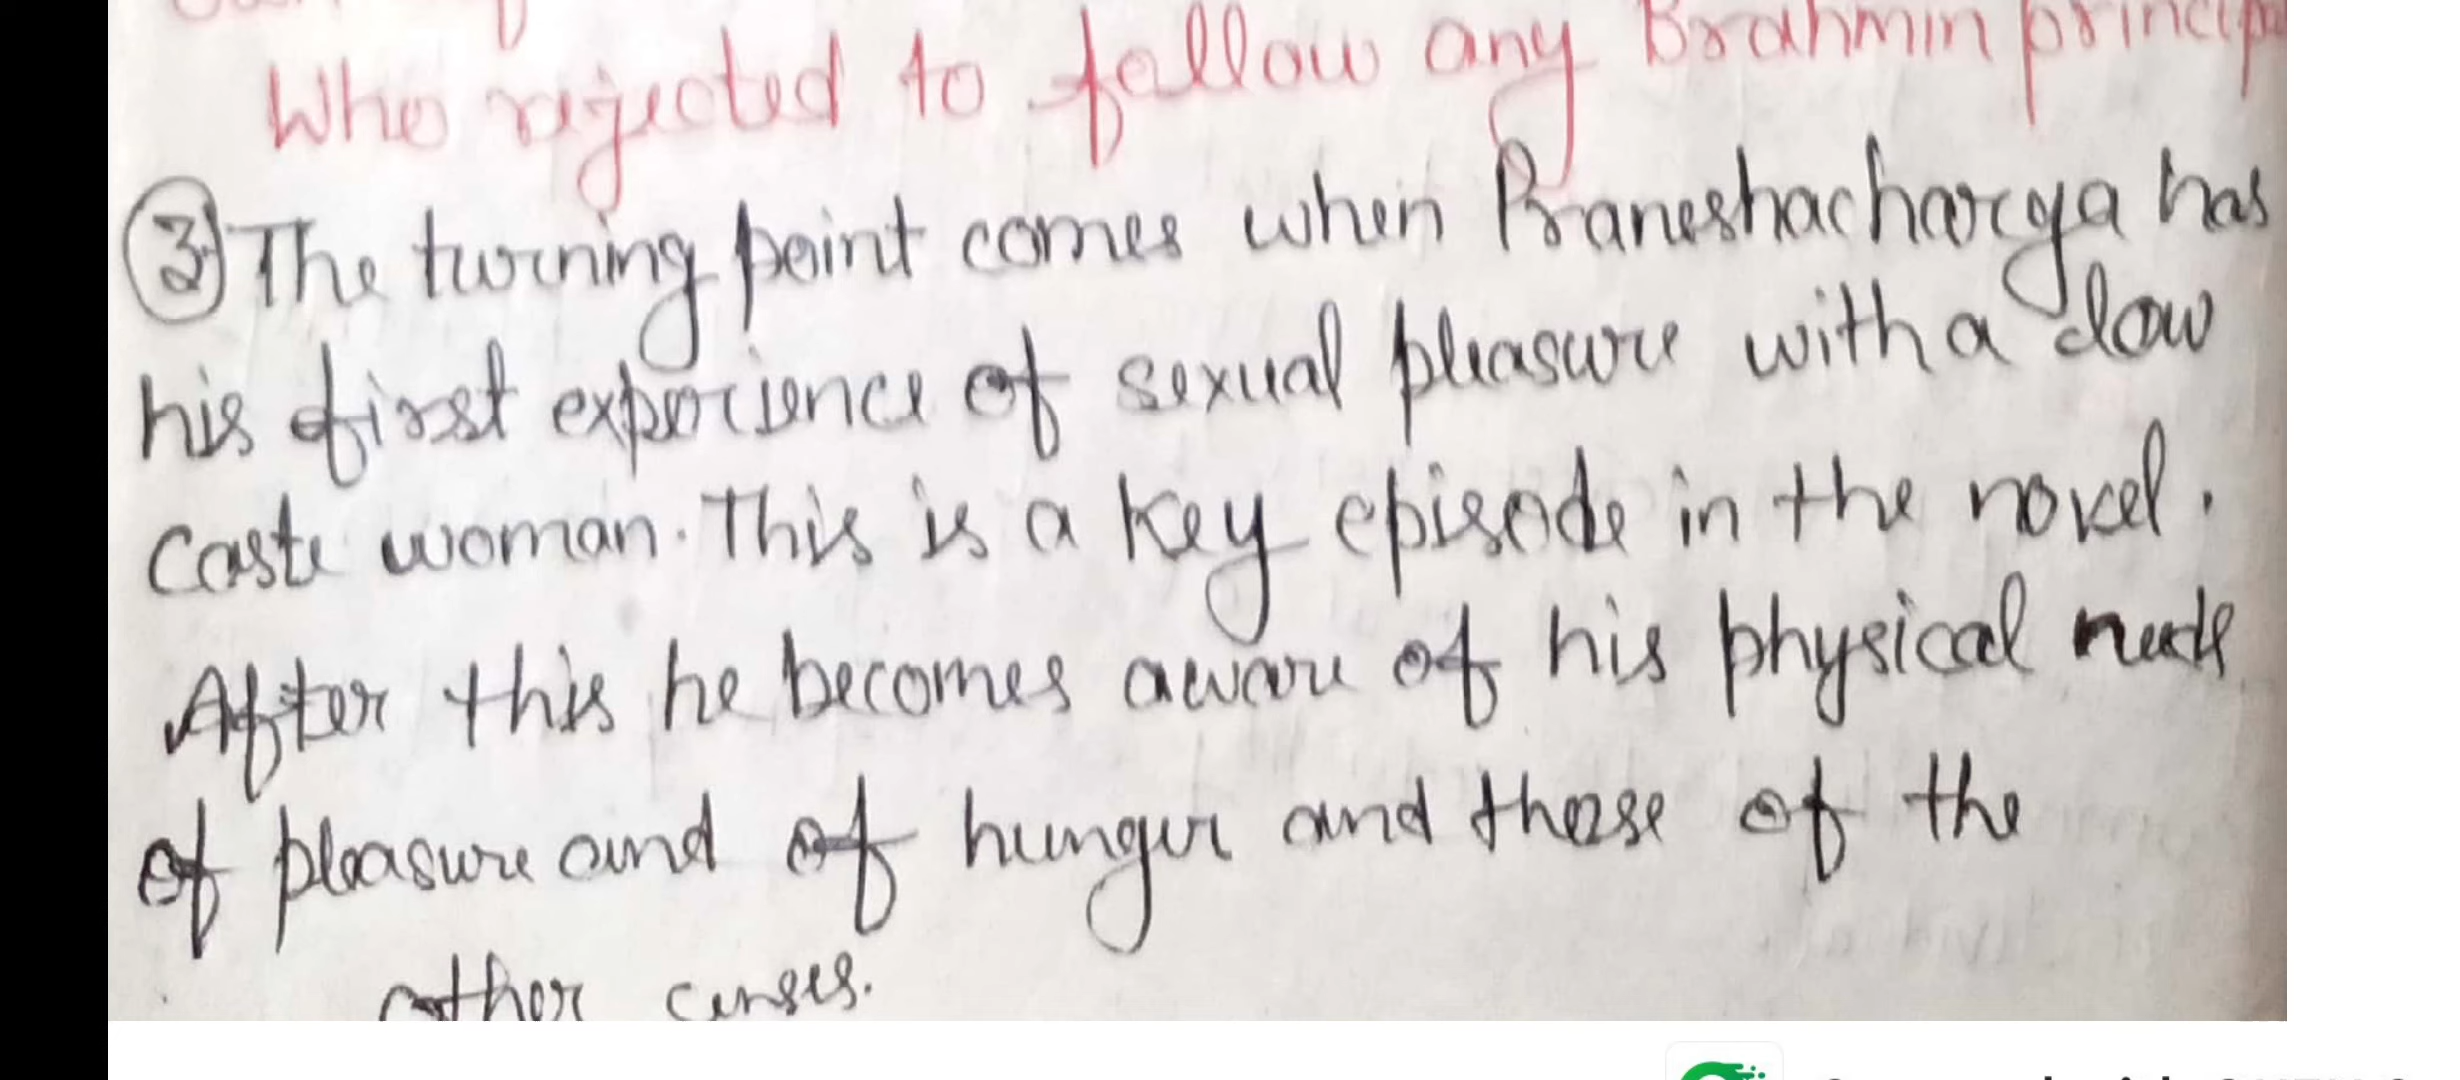 Who rejected to follow any Brahmin princip
③ The turning point comes when Praneshacharya has
his first experience of sexual pleasure with a low
caste woman. This is a key episode in the novel.
After this he becomes aware of his physical needs
of pleasure and of hunger and those of the
other censes.